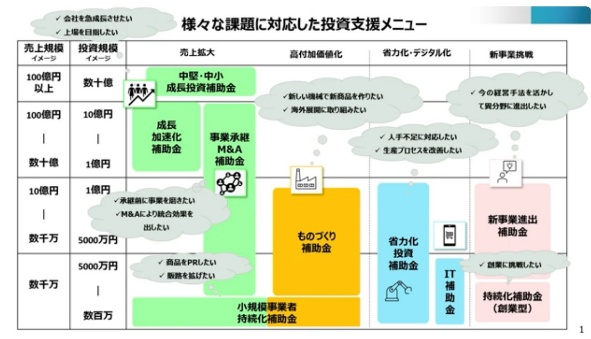 ✓ 会社を急成長させたい
✓ 上場を目指したい
様々な課題に対応した投資支援メニュー
売上規模
イメージ
投資規模
イメージ
売上拡大
高付加価値化
省力化・デジタル化
新事業挑戦
100億円
以上
数十億
中堅・中小
成長投資補助金
✓ 新しい機械で新商品を作りたい
✓ 海外展開に取り組みたい
✓ 今の経営手法を活かし
て異分野に進出したい
100億円
|
数十億
10億円
|
1億円
成長
加速化
補助金
事業承継
M&A
補助金
✓ 人手不足に対応したい
✓ 生産プロセスを改善したい
10億円
|
数千万
1億円
|
5000万円
✓ 承継前に事業を磨きたい
✓ M&Aにより統合効果を
出したい
ものづくり
補助金
省力化
投資
補助金
新事業進出
補助金
数千万
5000万円
|
数百万
✓ 商品をPRしたい
✓ 販路を拡げたい
IT
補
助
金
✓ 創業に挑戦したい
持続化補助金
(創業型)
小規模事業者
持続化補助金
1